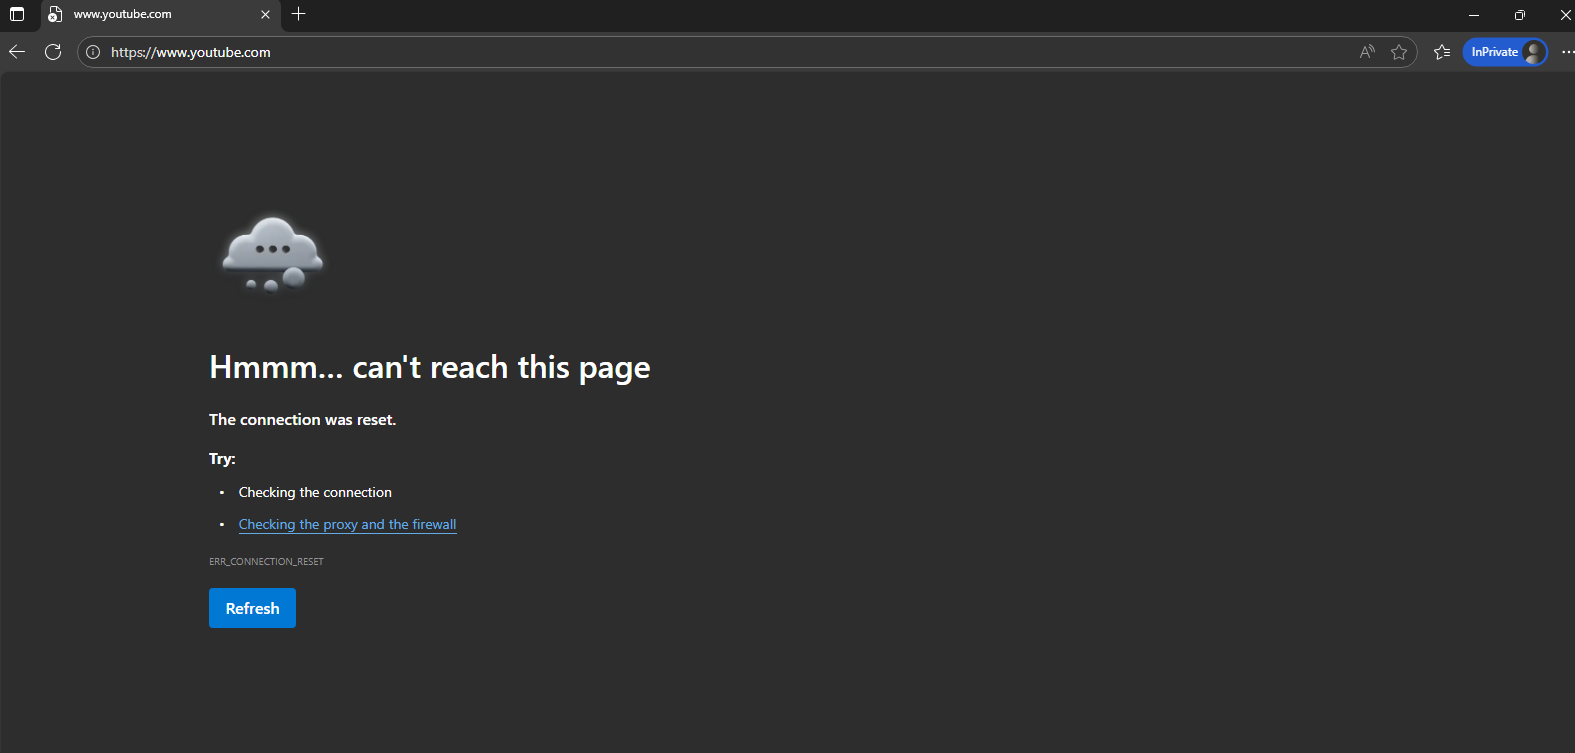 www.youtube.com
https://www.youtube.com
InPrivate
Hmmm... can't reach this page
The connection was reset.
Try:
• Checking the connection
• Checking the proxy and the firewall
ERR_CONNECTION_RESET
Refresh